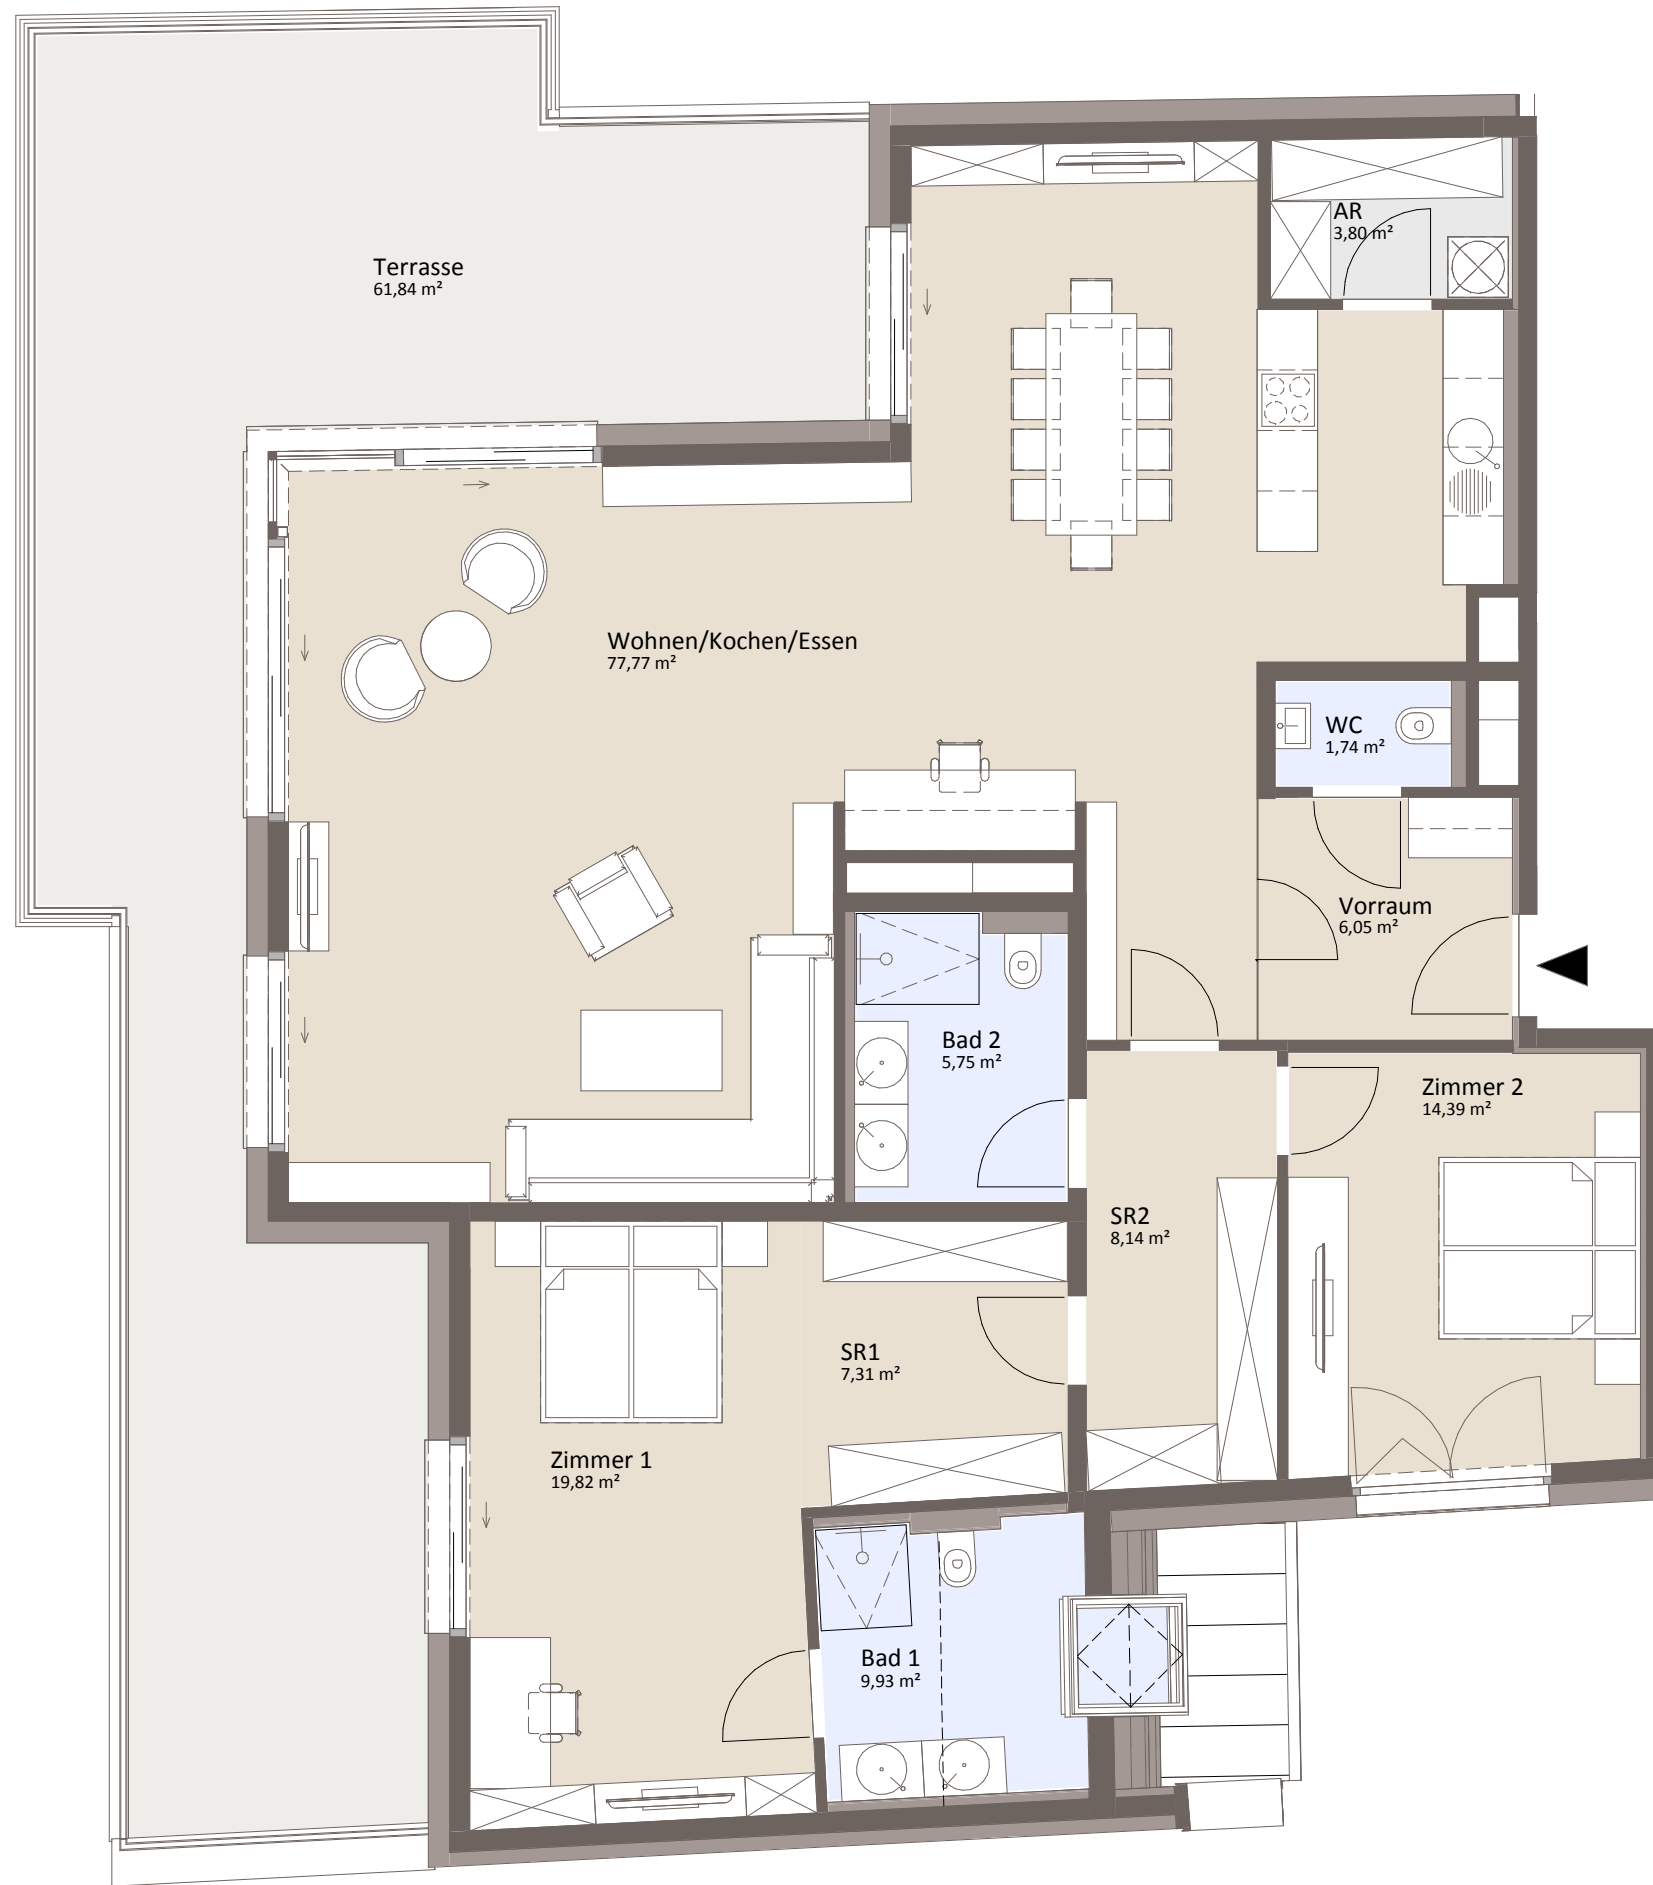 AR
3,80 m²
Terrasse
61,84 m²
Wohnen/Kochen/Essen
77,77 m²
WC
1,74 m²
Vorraum
6,05 m²
Bad 2
5,75 m²
Zimmer 2
14,39 m²
SR2
8,14 m²
SR1
7,31 m²
Zimmer 1
19,82 m²
Bad 1
9,93 m²